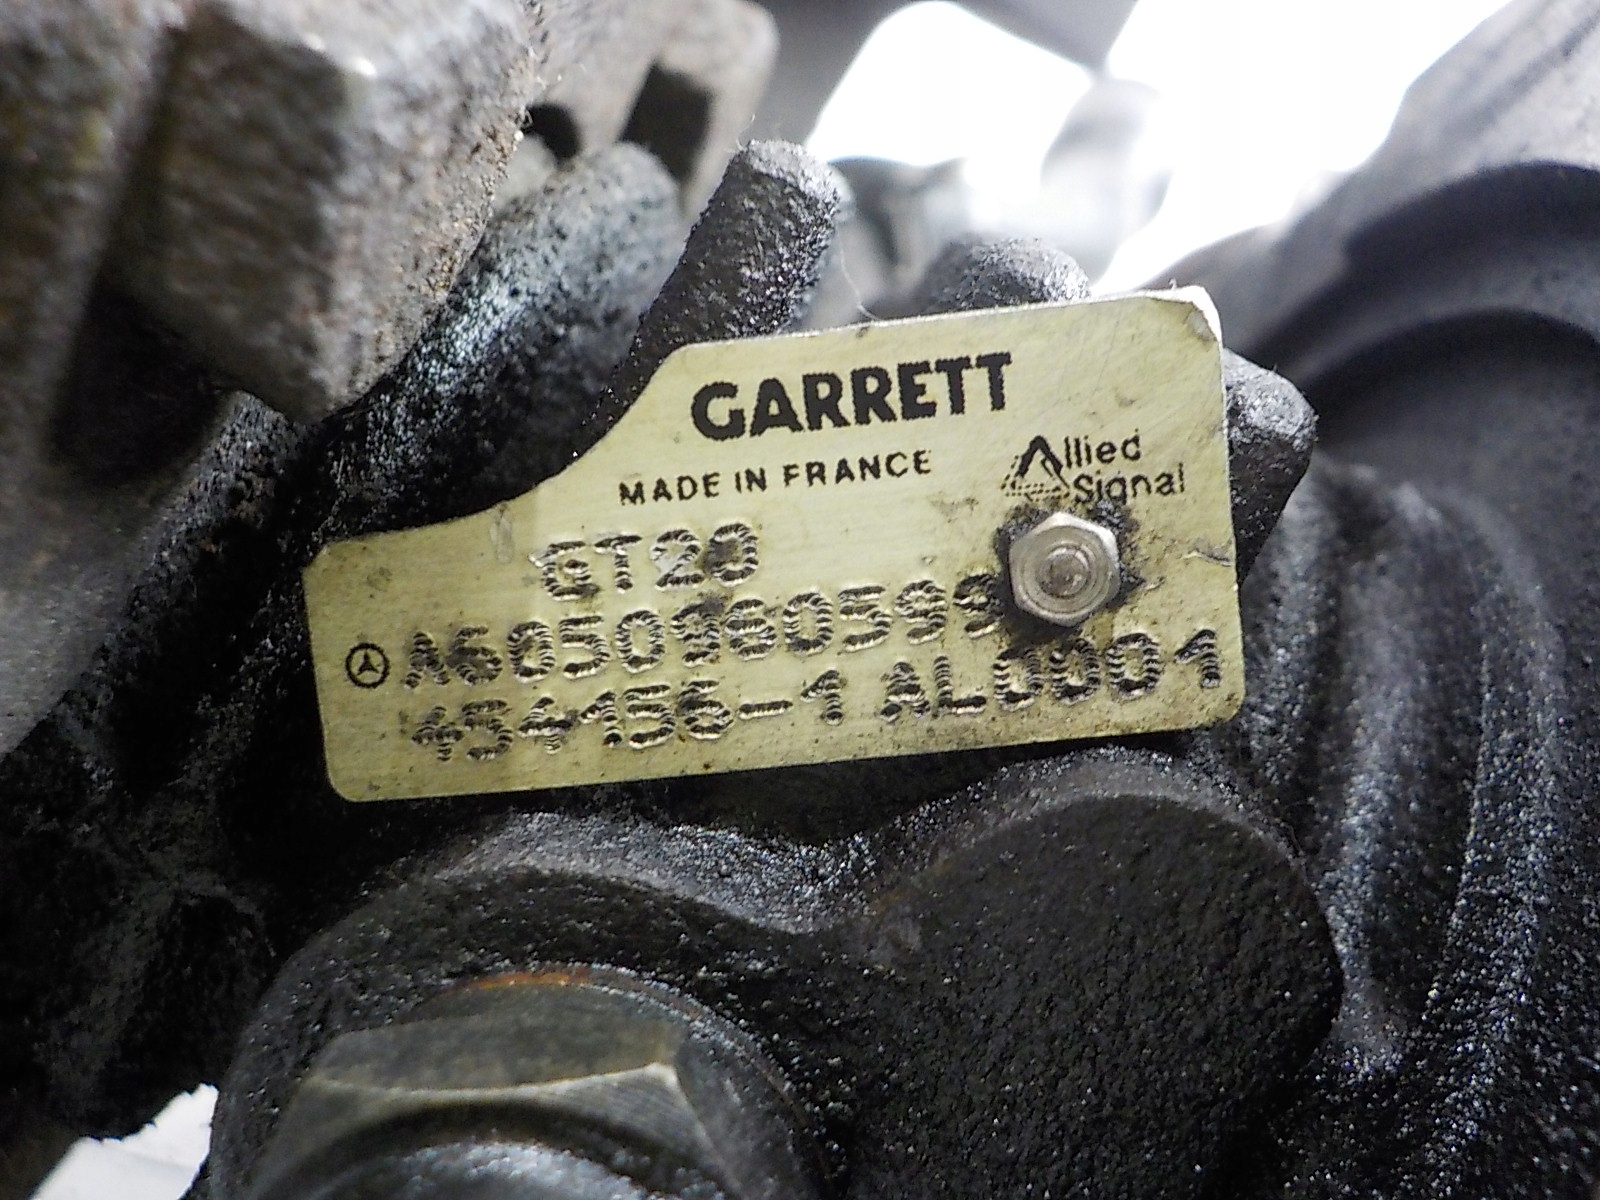 GARRETT
MADE IN FRANCE
Allied
Signal
GT20
A6050960599
454156-1 AL0001